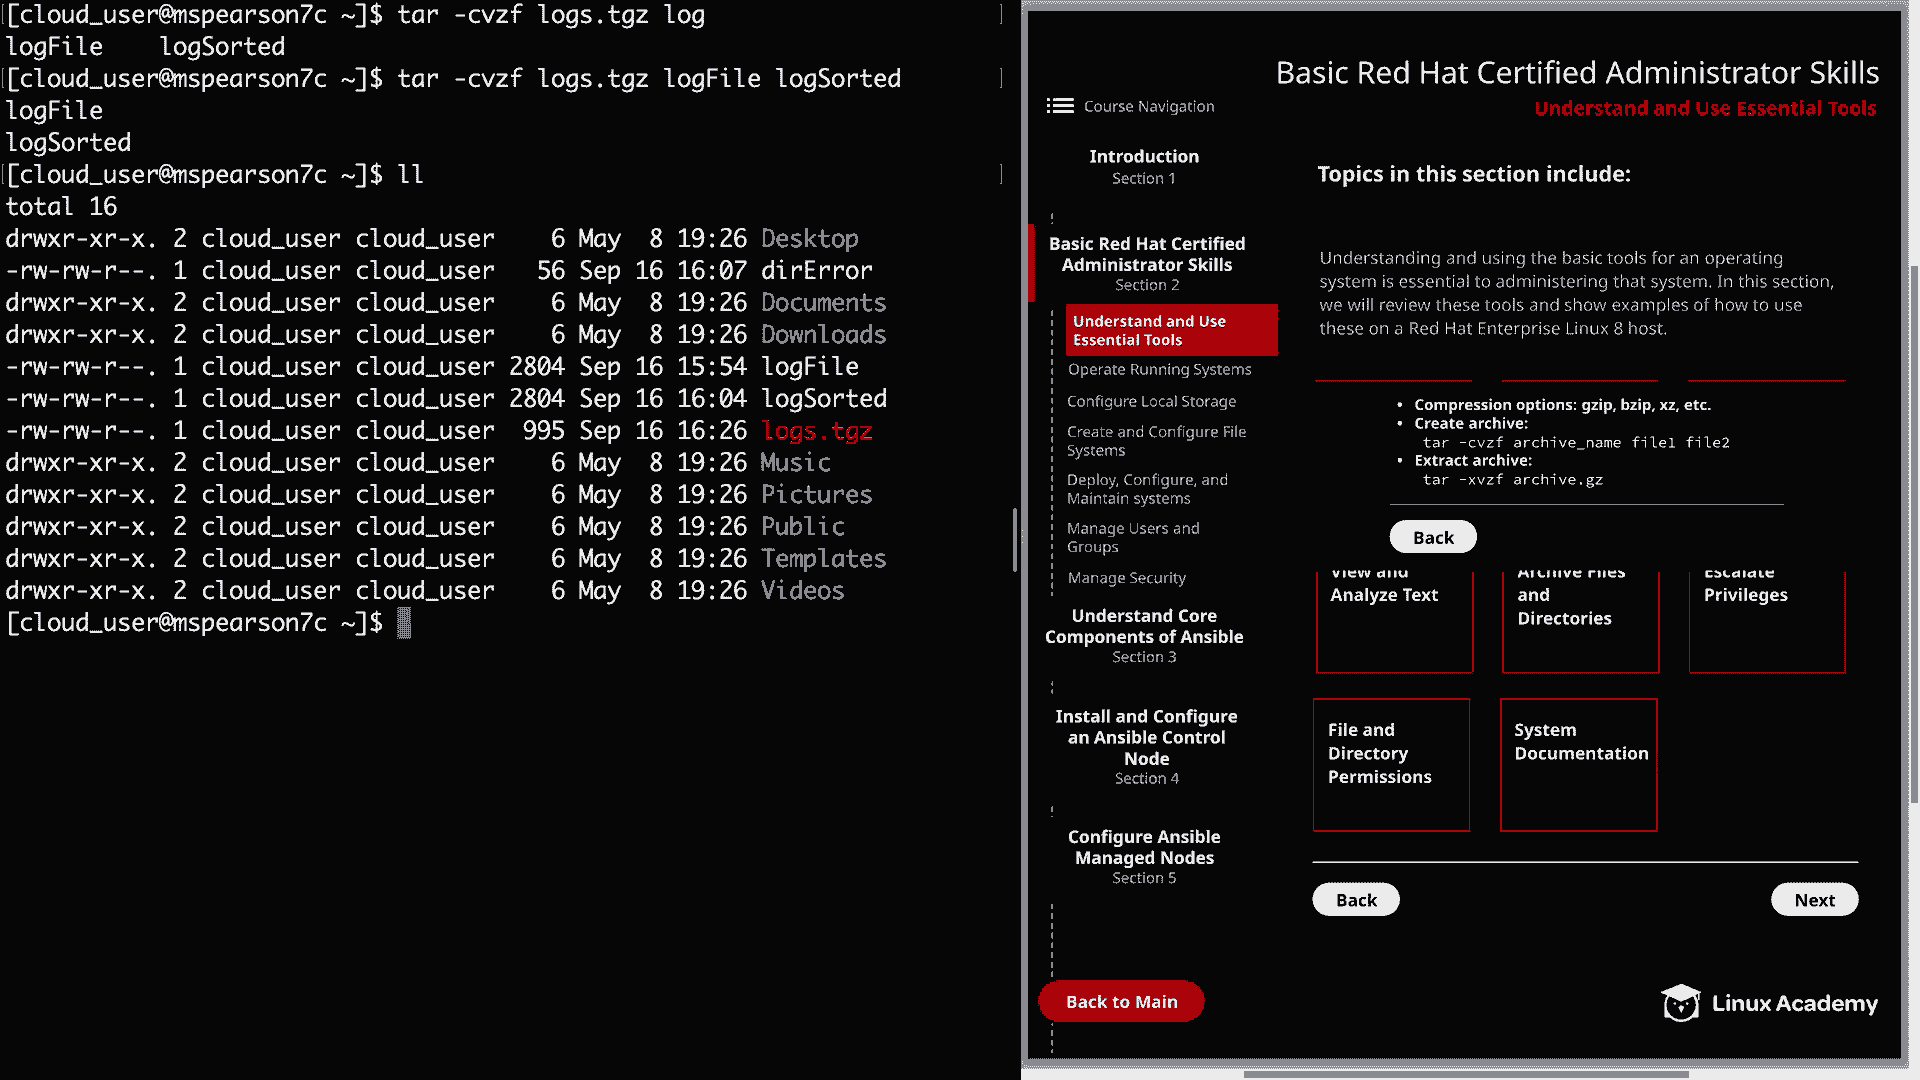 [cloud_user@mspearson7c ~]$ tar -cvzf logs.tgz log
logFile    logSorted
[cloud_user@mspearson7c ~]$ tar -cvzf logs.tgz logFile logSorted
logFile
logSorted
[cloud_user@mspearson7c ~]$ ll
total 16
drwxr-xr-x. 2 cloud_user cloud_user    6 May  8 19:26 Desktop
-rw-rw-r--. 1 cloud_user cloud_user   56 Sep 16 16:07 dirError
drwxr-xr-x. 2 cloud_user cloud_user    6 May  8 19:26 Documents
drwxr-xr-x. 2 cloud_user cloud_user    6 May  8 19:26 Downloads
-rw-rw-r--. 1 cloud_user cloud_user 2804 Sep 16 15:54 logFile
-rw-rw-r--. 1 cloud_user cloud_user 2804 Sep 16 16:04 logSorted
-rw-rw-r--. 1 cloud_user cloud_user  995 Sep 16 16:26 logs.tgz
drwxr-xr-x. 2 cloud_user cloud_user    6 May  8 19:26 Music
drwxr-xr-x. 2 cloud_user cloud_user    6 May  8 19:26 Pictures
drwxr-xr-x. 2 cloud_user cloud_user    6 May  8 19:26 Public
drwxr-xr-x. 2 cloud_user cloud_user    6 May  8 19:26 Templates
drwxr-xr-x. 2 cloud_user cloud_user    6 May  8 19:26 Videos
[cloud_user@mspearson7c ~]$
Basic Red Hat Certified Administrator Skills
Understand and Use Essential Tools
Course Navigation
Introduction
Section 1
Basic Red Hat Certified
Administrator Skills
Section 2
Understand and Use
Essential Tools
Operate Running Systems
Configure Local Storage
Create and Configure File
Systems
Deploy, Configure, and
Maintain systems
Manage Users and
Groups
Manage Security
Understand Core
Components of Ansible
Section 3
Install and Configure
an Ansible Control
Node
Section 4
Configure Ansible
Managed Nodes
Section 5
Back to Main
Topics in this section include:
Understanding and using the basic tools for an operating
system is essential to administering that system. In this section,
we will review these tools and show examples of how to use
these on a Red Hat Enterprise Linux 8 host.
• Compression options: gzip, bzip, xz, etc.
• Create archive:
tar -cvzf archive_name file1 file2
• Extract archive:
tar -xvzf archive.gz
Back
View and
Analyze Text
Archive Files
and
Directories
Escalate
Privileges
File and
Directory
Permissions
System
Documentation
Back
Next
Linux Academy